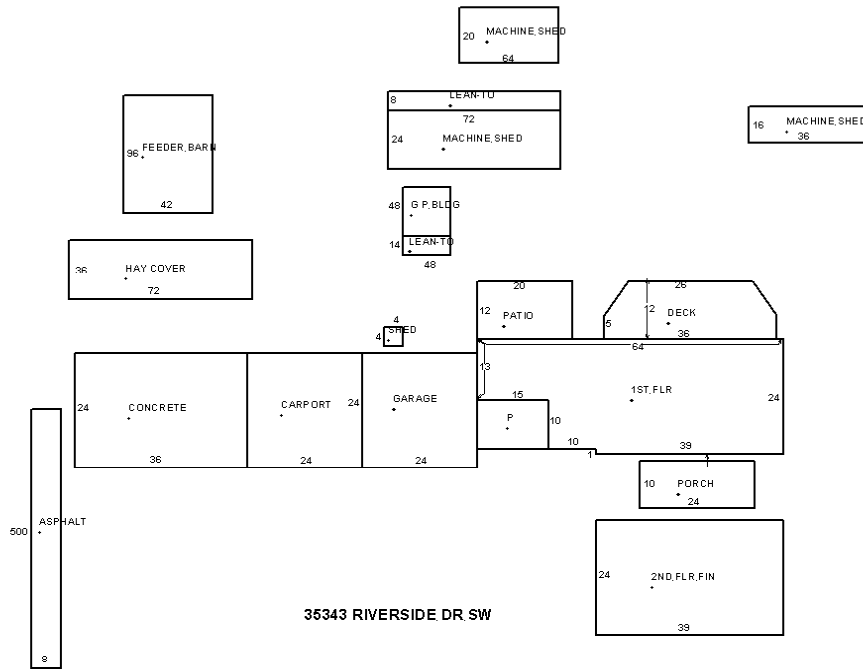 20 MACHINE SHED
64
8 LEAN-TO
72
24 MACHINE SHED
16 MACHINE SHED
36
96 FEEDER BARN
42
48 G P BLDG
14 LEAN-TO
48
36 HAY COVER
72
20
12 PATIO
26
12
5 DECK
36
64
4
4 SHED
13
24 CONCRETE
36
CARPORT
24
24 GARAGE
24
15
P 10
10
1
1ST FLR
24
39
10 PORCH
24
500 ASPHALT
8
24 2ND FLR FIN
39
35343 RIVERSIDE DR SW